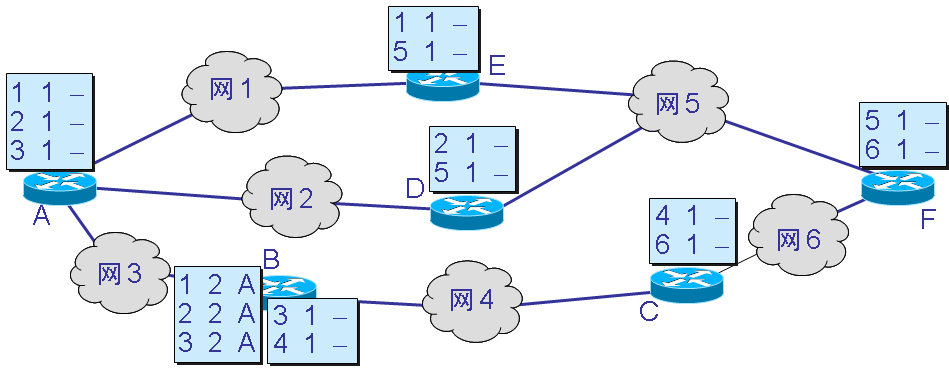 1 1 –
5 1 –
E
网 1
网 5
1 1 –
2 1 –
3 1 –
A
5 1 –
6 1 –
F
2 1 –
5 1 –
D
网 2
4 1 –
6 1 –
C
网 6
网 3
B
1 2 A
2 2 A
3 2 A
3 1 –
4 1 –
网 4